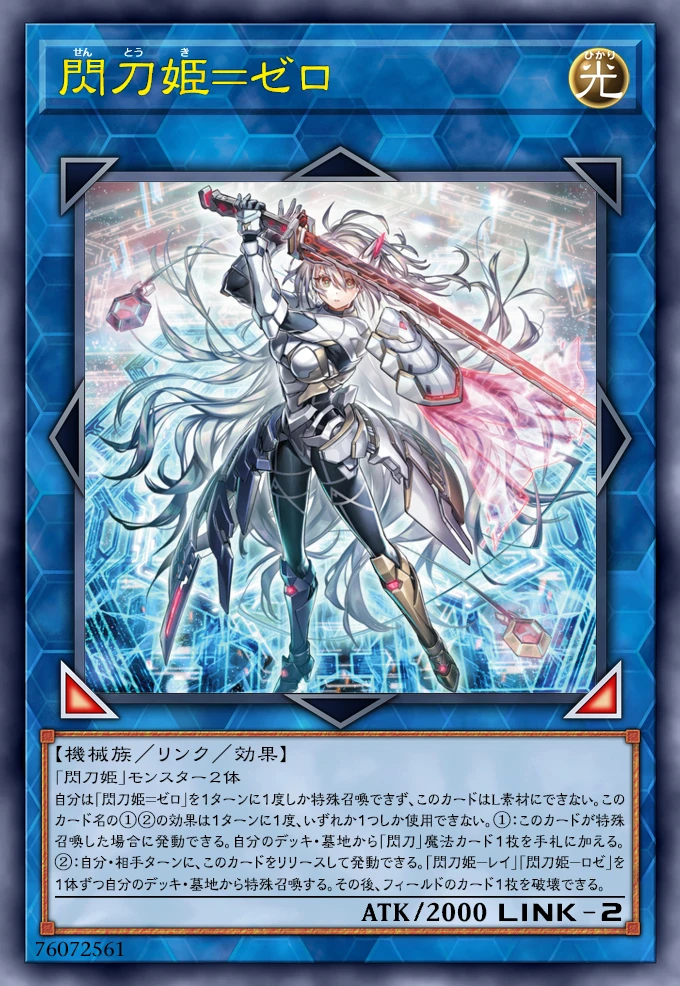 せん とう き
閃刀姫＝ゼロ
ひかり
光
【機械族／リンク／効果】
「閃刀姫」モンスター２体
自分は「閃刀姫＝ゼロ」を１ターンに１度しか特殊召喚できず、このカードはＬ素材にできない。この
カード名の①②の効果は１ターンに１度、いずれか１つしか使用できない。①：このカードが特殊
召喚した場合に発動できる。自分のデッキ・墓地から「閃刀」魔法カード１枚を手札に加える。
②：自分・相手ターンに、このカードをリリースして発動できる。「閃刀姫－レイ」「閃刀姫－ロゼ」を
１体ずつ自分のデッキ・墓地から特殊召喚する。その後、フィールドのカード１枚を破壊できる。
ATK/2000 LINK-2
76072561